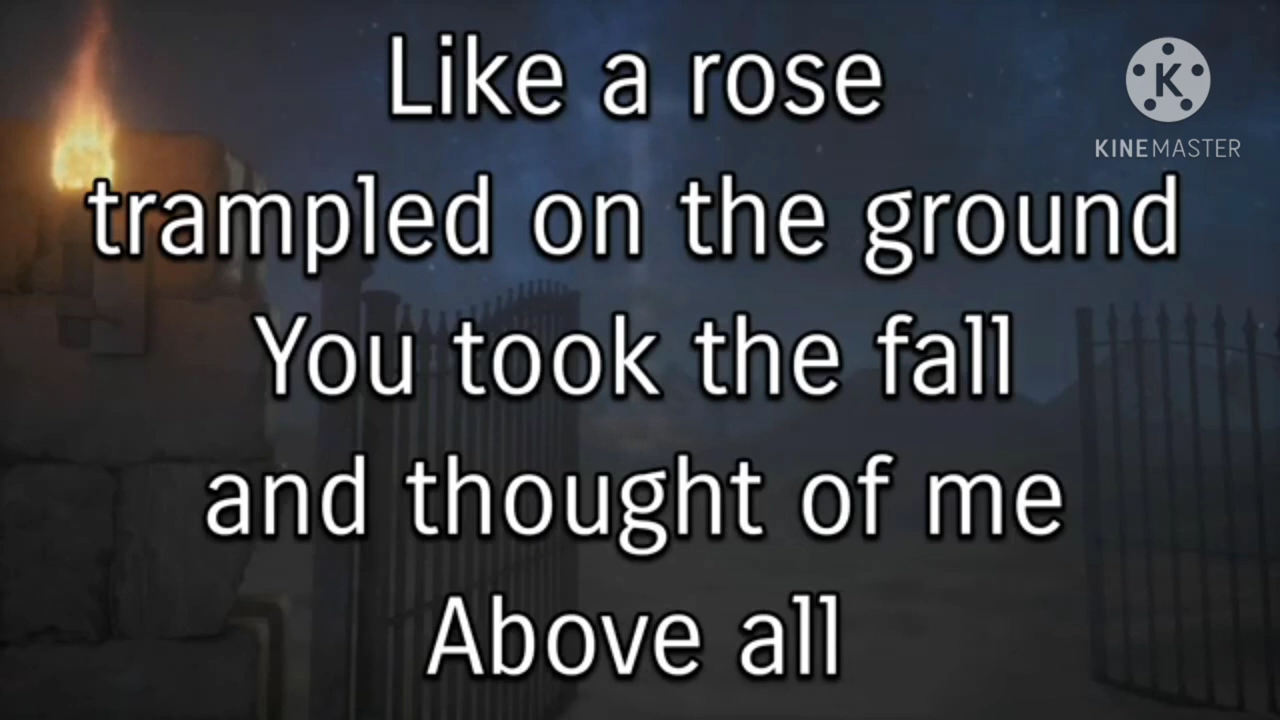 Like a rose
trampled on the ground
You took the fall
and thought of me
Above all
K
KINEMASTER